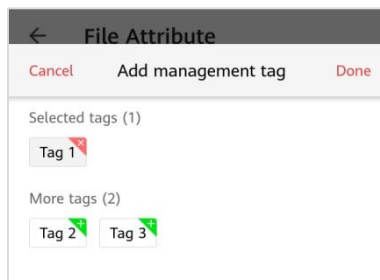 ← File Attribute
Cancel Add management tag Done
Selected tags (1)
Tag 1
More tags (2)
Tag 2 Tag 3